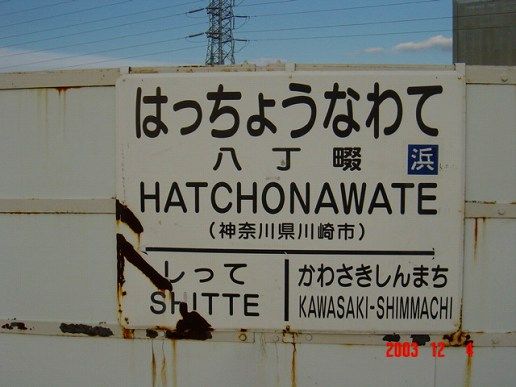 はっちょうなわて
八丁畷 浜
HATCHONAWATE
(神奈川県川崎市)
しって かわさきしんまち
SHITTE KAWASAKI-SHIMMACHI
2003 12 4